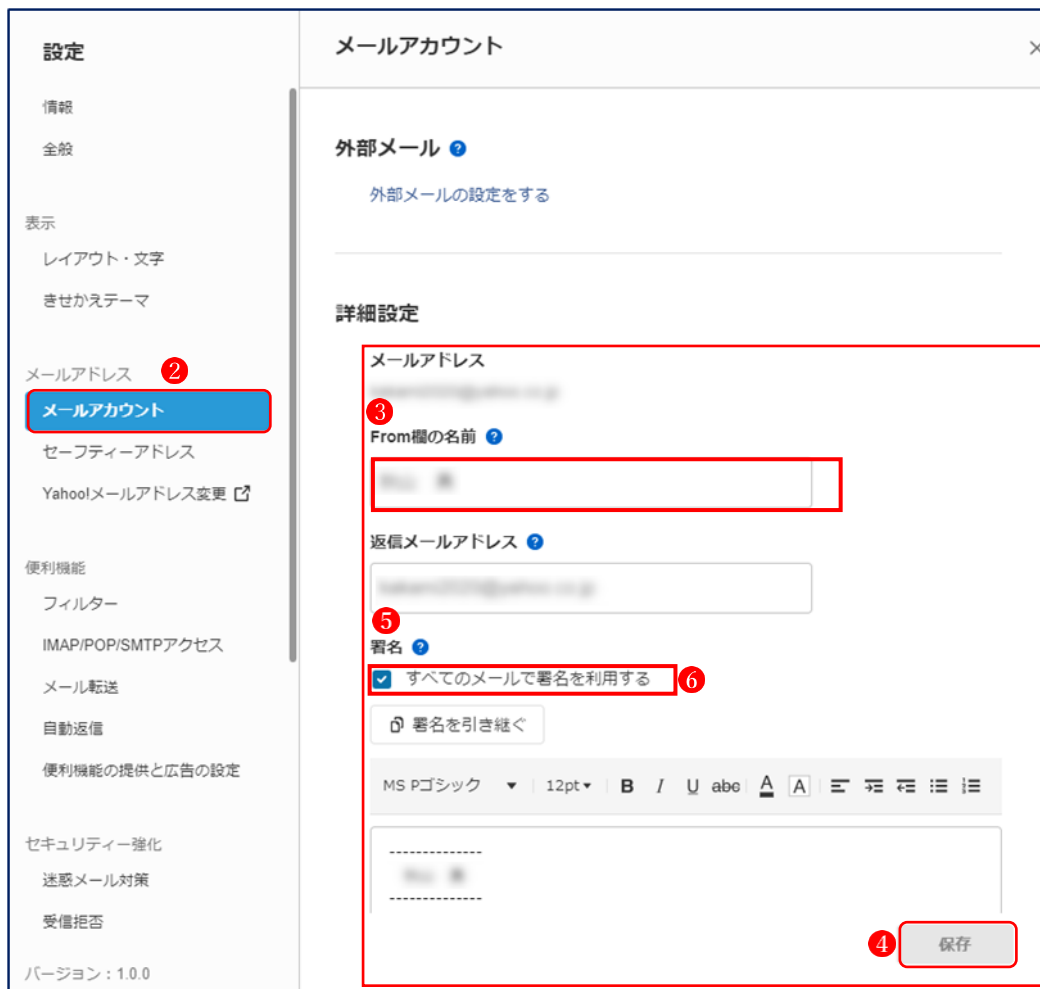 設定
情報
全般
表示
レイアウト・文字
きせかえテーマ
メールアドレス 2
メールアカウント
セーフティーアドレス
Yahoo!メールアドレス変更
便利機能
フィルター
IMAP/POP/SMTPアクセス
メール転送
自動返信
便利機能の提供と広告の設定
セキュリティー強化
迷惑メール対策
受信拒否
バージョン：1.0.0
メールアカウント ×
外部メール ?
外部メールの設定をする
詳細設定
メールアドレス
3
From欄の名前 ?
返信メールアドレス ?
5
署名 ?
すべてのメールで署名を利用する 6
署名を引き継ぐ
MS Pゴシック 12pt B I U abc A A
--------------
--------------
4 保存